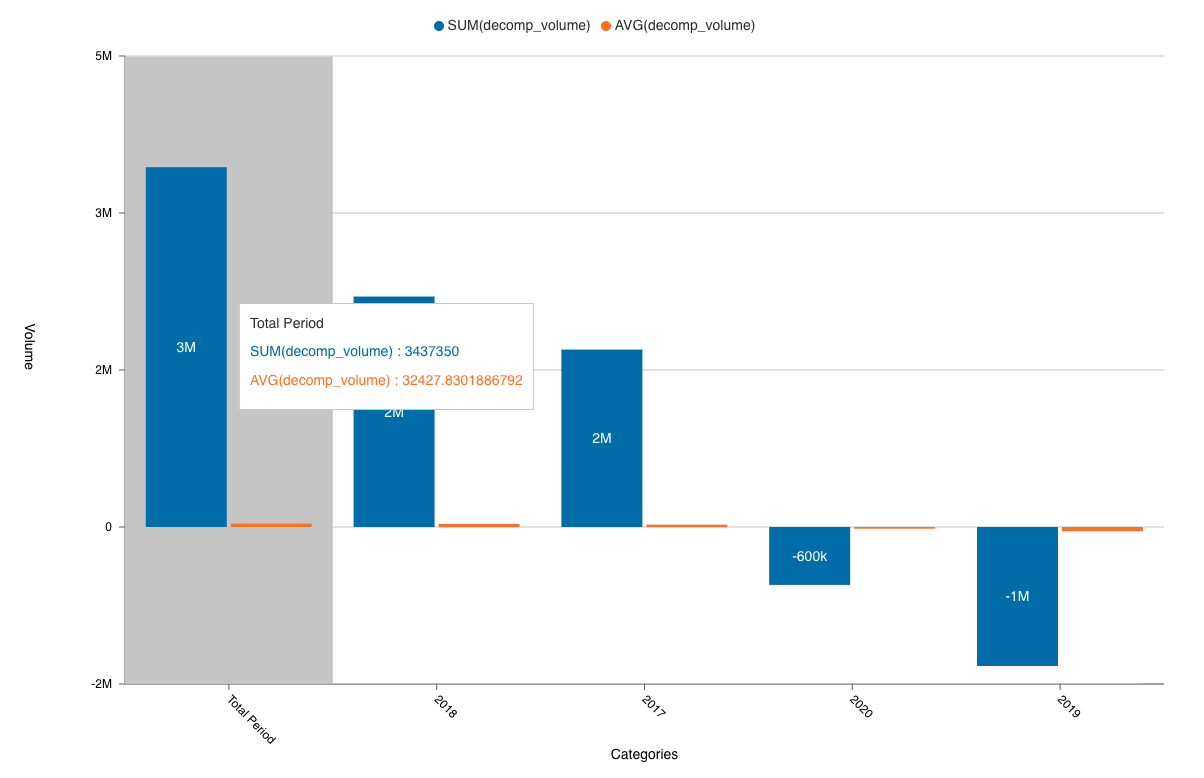 SUM(decomp_volume) AVG(decomp_volume)
5M
3M
2M
0
-2M
Volume
3M
2M
2M
-600k
-1M
Total Period
SUM(decomp_volume) : 3437350
AVG(decomp_volume) : 32427.8301886792
Total Period
2018
2017
2020
2019
Categories